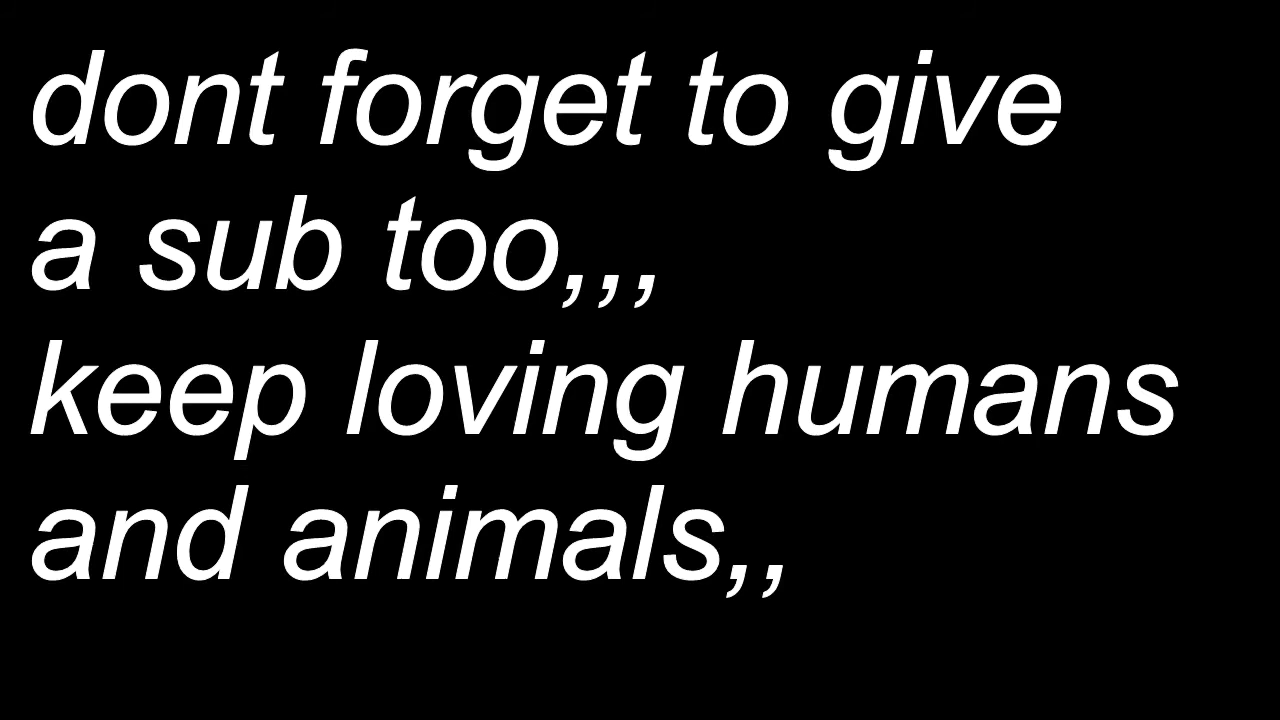 dont forget to give
a sub too,,,
keep loving humans
and animals,,